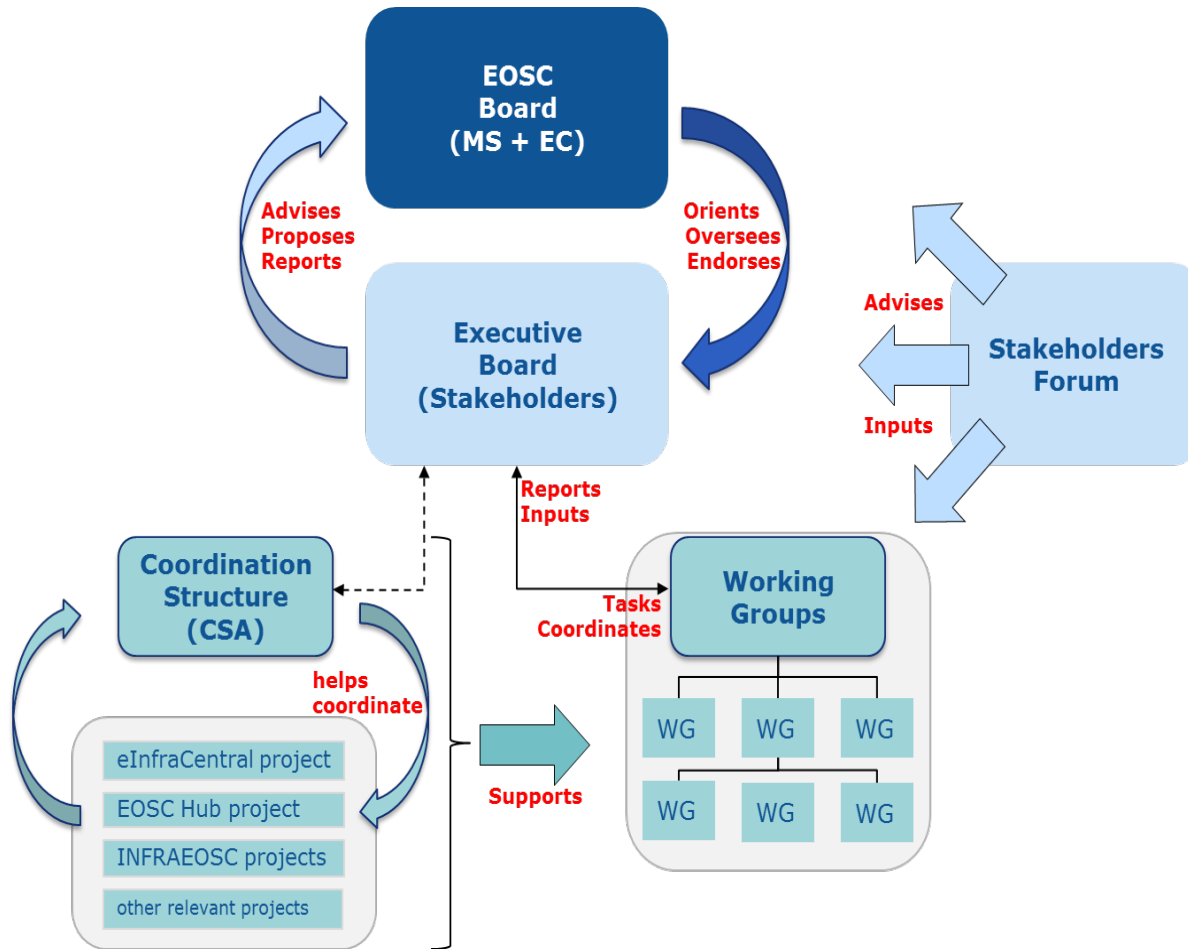 EOSC
Board
(MS + EC)
Advises
Proposes
Reports
Orients
Oversees
Endorses
Executive
Board
(Stakeholders)
Advises
Inputs
Stakeholders
Forum
Reports
Inputs
Coordination
Structure
(CSA)
Working
Groups
Tasks
Coordinates
helps
coordinate
WG
WG
WG
WG
WG
WG
Supports
eInfraCentral project
EOSC Hub project
INFRAEOSC projects
other relevant projects